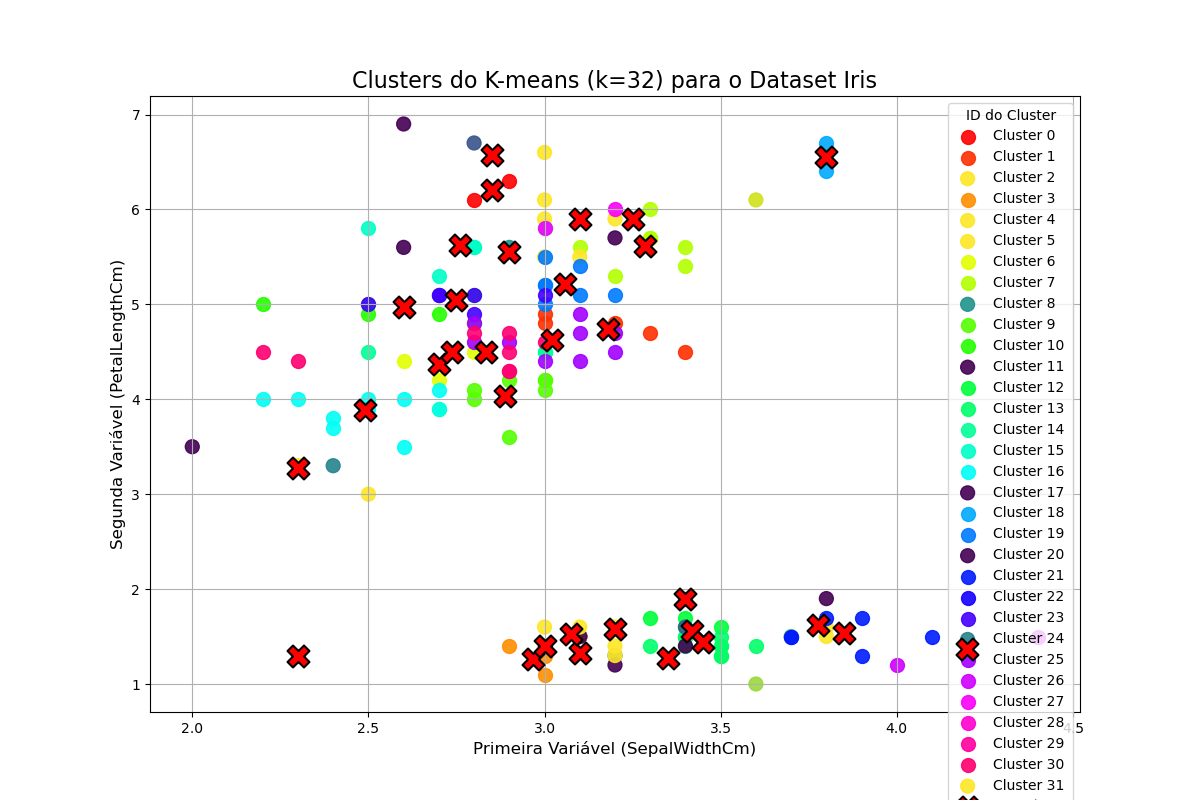 Clusters do K-means (k=32) para o Dataset Iris
7
6
5
4
3
2
1
Segunda Variável (PetalLengthCm)
2.0
2.5
3.0
3.5
4.0
4.5
Primeira Variável (SepalWidthCm)
ID do Cluster
Cluster 0
Cluster 1
Cluster 2
Cluster 3
Cluster 4
Cluster 5
Cluster 6
Cluster 7
Cluster 8
Cluster 9
Cluster 10
Cluster 11
Cluster 12
Cluster 13
Cluster 14
Cluster 15
Cluster 16
Cluster 17
Cluster 18
Cluster 19
Cluster 20
Cluster 21
Cluster 22
Cluster 23
Cluster 24
Cluster 25
Cluster 26
Cluster 27
Cluster 28
Cluster 29
Cluster 30
Cluster 31